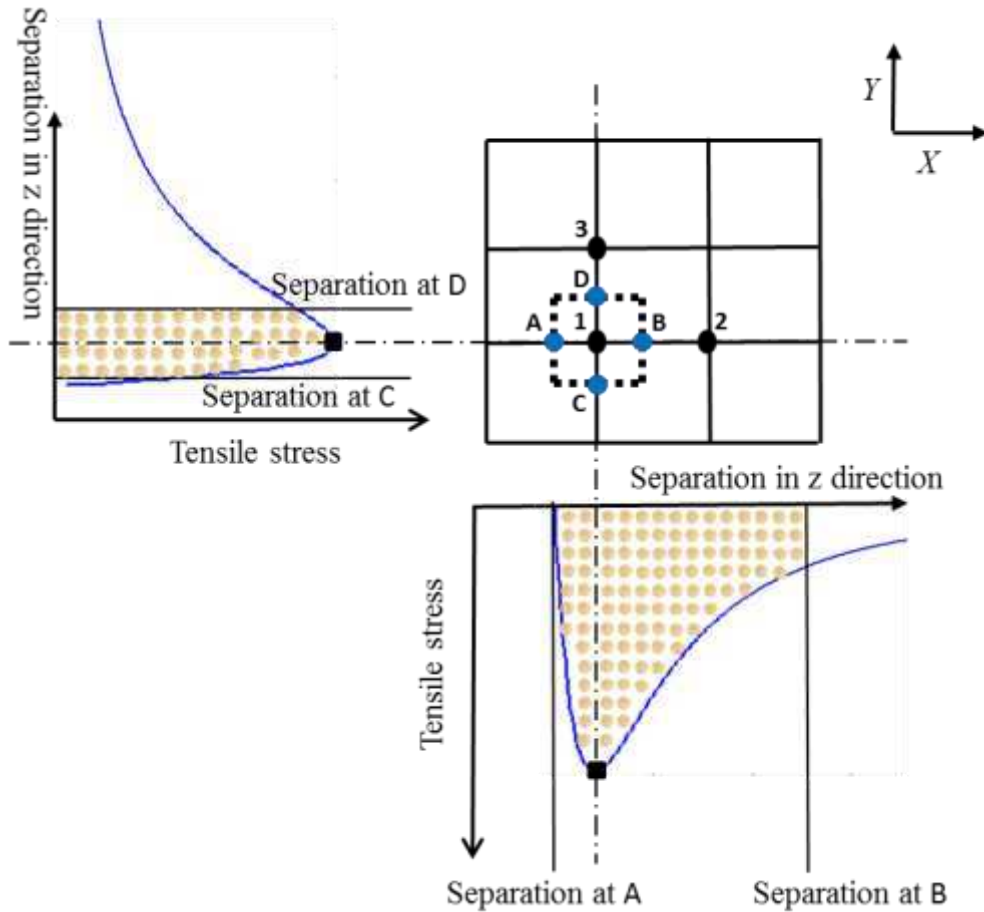 Separation in
z direction
Y
X
3
Separation at D
D
A
1
B
2
C
Separation at C
Tensile stress
Separation in z direction
Tensile stress
Separation at A
Separation at B